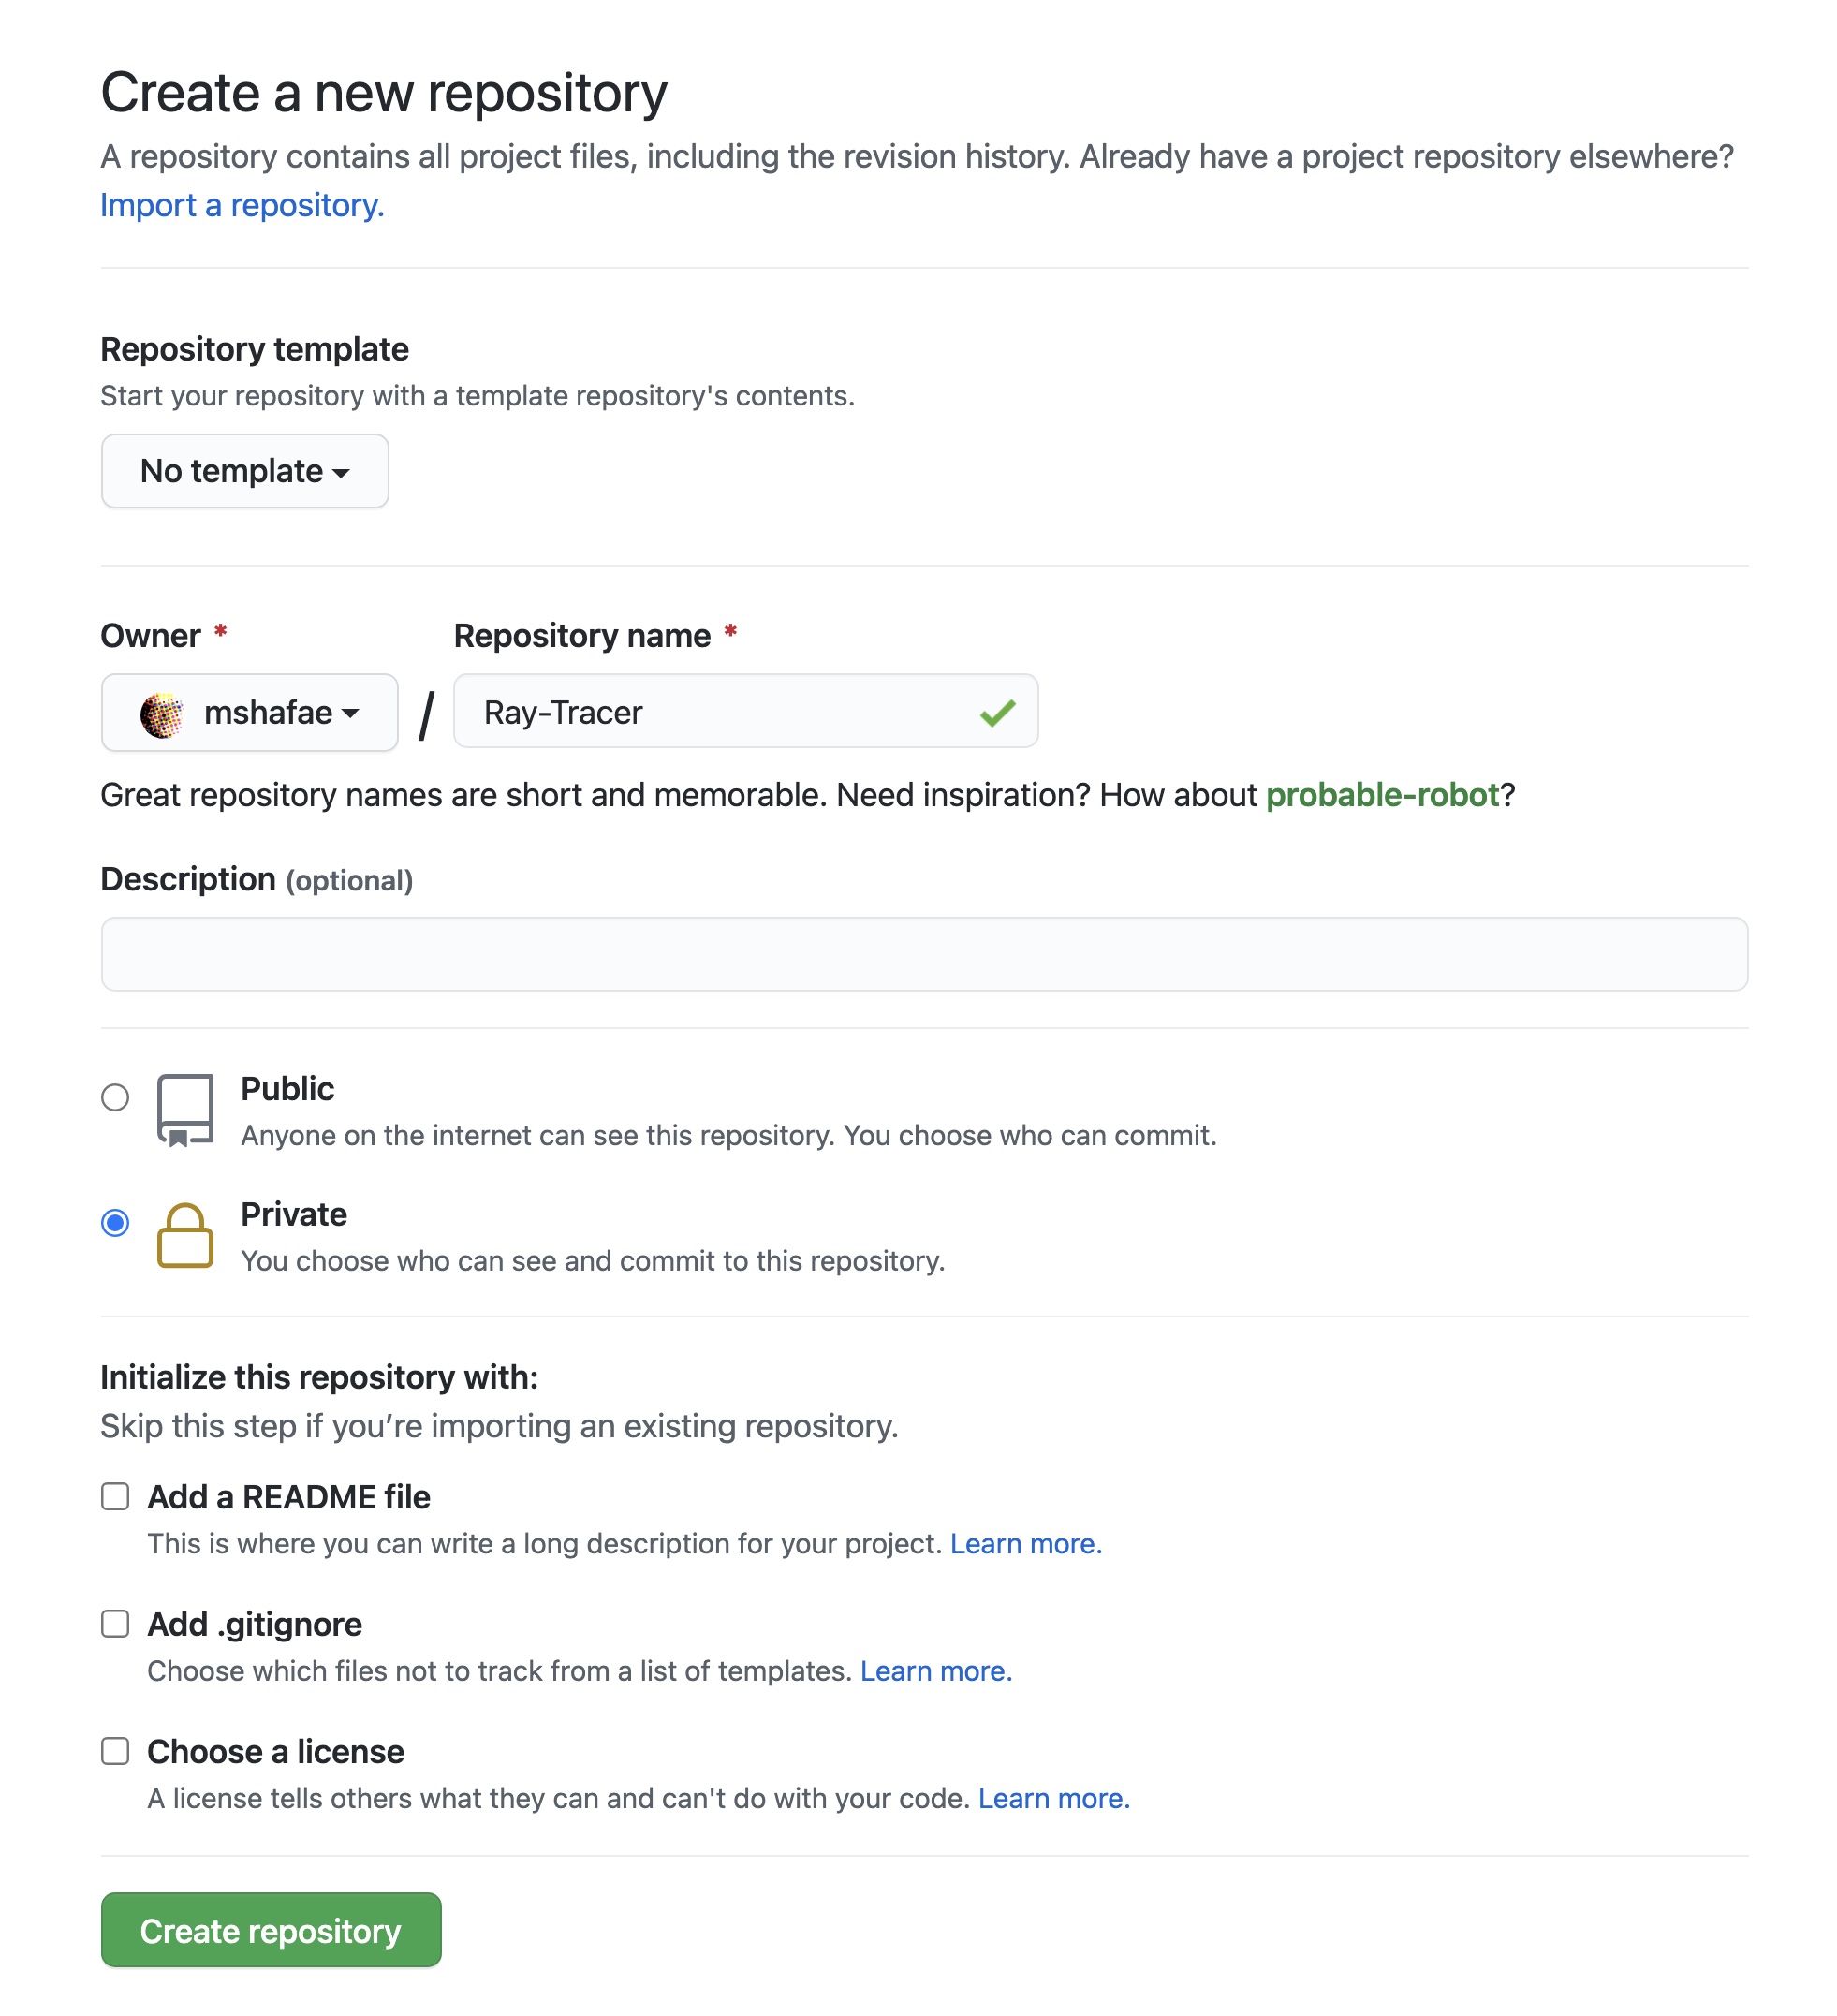 Create a new repository
A repository contains all project files, including the revision history. Already have a project repository elsewhere?
Import a repository.
Repository template
Start your repository with a template repository's contents.
No template
Owner *
Repository name *
mshafae
/
Ray-Tracer
Great repository names are short and memorable. Need inspiration? How about probable-robot?
Description (optional)
Public
Anyone on the internet can see this repository. You choose who can commit.
Private
You choose who can see and commit to this repository.
Initialize this repository with:
Skip this step if you’re importing an existing repository.
Add a README file
This is where you can write a long description for your project. Learn more.
Add .gitignore
Choose which files not to track from a list of templates. Learn more.
Choose a license
A license tells others what they can and can't do with your code. Learn more.
Create repository